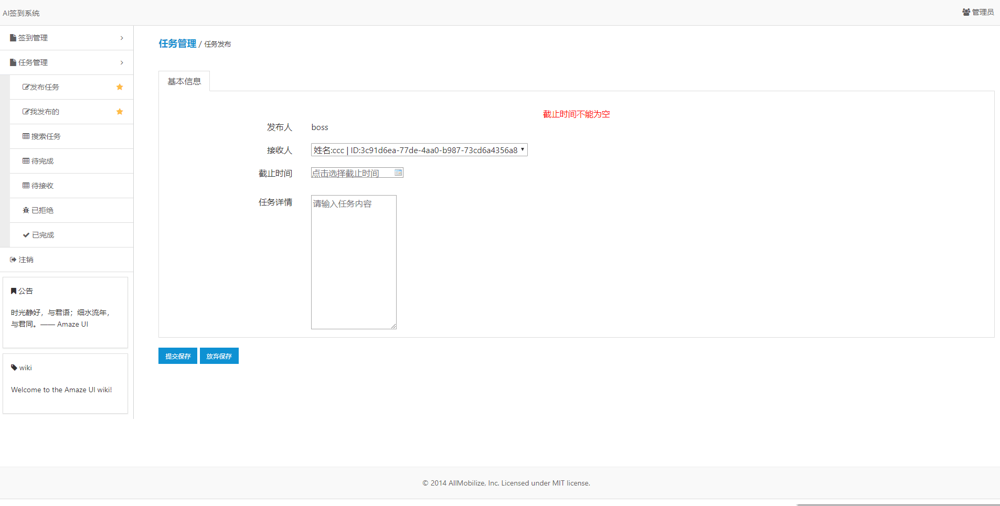 AI签到系统
管理员
签到管理
任务管理
发布任务
我发布的
搜索任务
待完成
待接收
已拒绝
已完成
注销
公告
时光静好，与君语；细水流年，
与君同。—— Amaze UI
wiki
Welcome to the Amaze UI wiki!
任务管理 / 任务发布
基本信息
截止时间不能为空
发布人 boss
接收人 姓名:ccc | ID:3c91d6ea-77de-4aa0-b987-73cd6a4356a8
截止时间 点击选择截止时间
任务详情 请输入任务内容
提交保存 放弃保存
© 2014 AllMobilize, Inc. Licensed under MIT license.